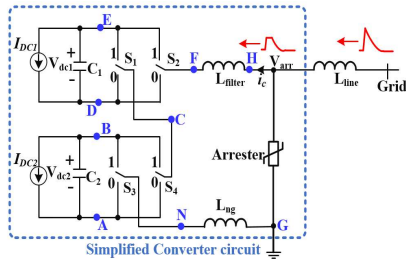 E
I_DC1
V_dc1
+
-
C_1
1
0
S_1
1
0
S_2
F
L_filter
H
i_c
V_arr
L_line
Grid
D
C
B
I_DC2
V_dc2
+
-
C_2
1
0
S_3
1
0
S_4
Arrester
A
N
L_ng
G
Simplified Converter circuit